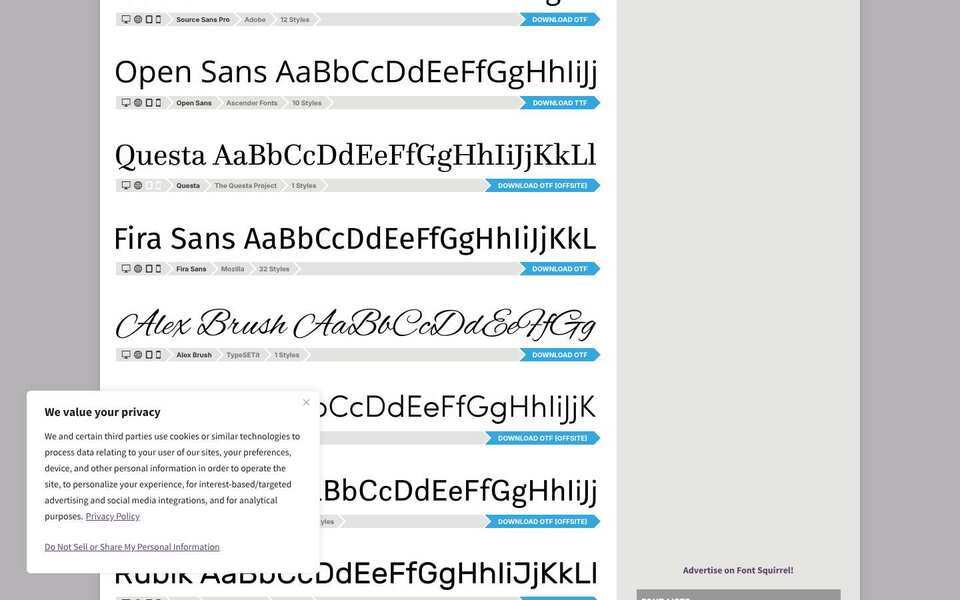 Source Sans Pro Adobe 12 Styles DOWNLOAD OTF
Open Sans AaBbCcDdEeFfGgHhIiJj
Open Sans Ascender Fonts 10 Styles DOWNLOAD TTF
Questa AaBbCcDdEeFfGgHhIiJjKkLl
Questa The Questa Project 1 Styles DOWNLOAD OTF (OFFSITE)
Fira Sans AaBbCcDdEeFfGgHhIiJjKkL
Fira Sans Mozilla 32 Styles DOWNLOAD OTF
Alex Brush AaBbCcDdEeFfGg
Alex Brush TypeSETit 1 Styles DOWNLOAD OTF
CcDdEeFfGgHhIiJjK
DOWNLOAD OTF (OFFSITE)
BbCcDdEeFfGgHhIiJj
DOWNLOAD OTF (OFFSITE)
Rubik AaBbCcDdEeFfGgHhIiJjKkLl
We value your privacy
We and certain third parties use cookies or similar technologies to
process data relating to your user of our sites, your preferences,
device, and other personal information in order to operate the
site, to personalize your experience, for interest-based/targeted
advertising and social media integrations, and for analytical
purposes. Privacy Policy
Do Not Sell or Share My Personal Information
Advertise on Font Squirrel!